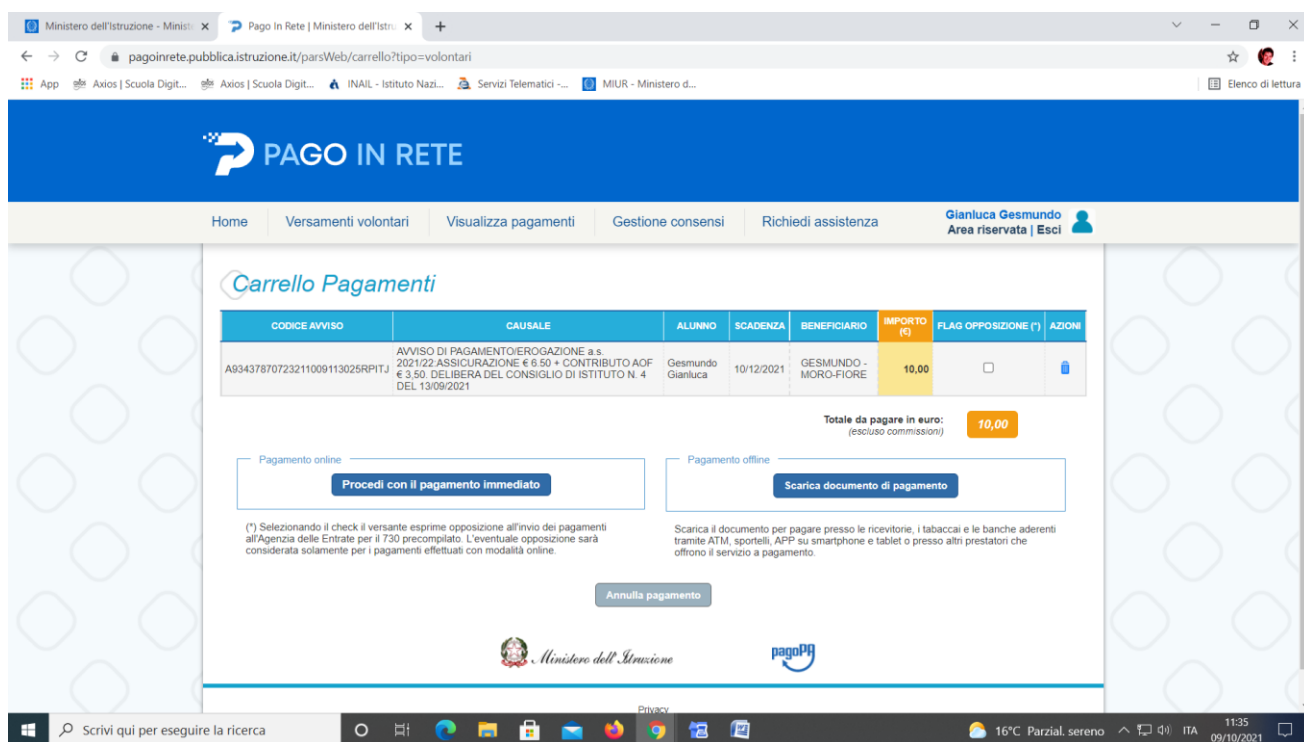 Ministero dell'Istruzione - Minist
Pago In Rete | Ministero dell'Istru
pagoinrete.pubblica.istruzione.it/parsWeb/carrello?tipo=volontari
App
Axios | Scuola Digit...
Axios | Scuola Digit...
INAIL - Istituto Nazi...
Servizi Telematici -...
MIUR - Ministero d...
Elenco di lettura
PAGO IN RETE
Home
Versamenti volontari
Visualizza pagamenti
Gestione consensi
Richiedi assistenza
Gianluca Gesmundo
Area riservata | Esci
Carrello Pagamenti
CODICE AVVISO
CAUSALE
ALUNNO
SCADENZA
BENEFICIARIO
IMPORTO
(€)
FLAG OPPOSIZIONE (*)
AZIONI
A93437870723211009113025RPITJ
AVVISO DI PAGAMENTO/EROGAZIONE a.s.
2021/22:ASSICURAZIONE € 6.50 + CONTRIBUTO AOF
€ 3,50. DELIBERA DEL CONSIGLIO DI ISTITUTO N. 4
DEL 13/09/2021
Gesmundo
Gianluca
10/12/2021
GESMUNDO -
MORO-FIORE
10,00
Totale da pagare in euro:
(escluso commissioni)
10,00
Pagamento online
Procedi con il pagamento immediato
Pagamento offline
Scarica documento di pagamento
(*) Selezionando il check il versante esprime opposizione all'invio dei pagamenti
all'Agenzia delle Entrate per il 730 precompilato. L'eventuale opposizione sarà
considerata solamente per i pagamenti effettuati con modalità online.
Scarica il documento per pagare presso le ricevitorie, i tabaccai e le banche aderenti
tramite ATM, sportelli, APP su smartphone e tablet o presso altri prestatori che
offrono il servizio a pagamento.
Annulla pagamento
Ministero dell'Istruzione
pagoPA
Privacy
Scrivi qui per eseguire la ricerca
16°C Parzial. sereno
ITA
11:35
09/10/2021